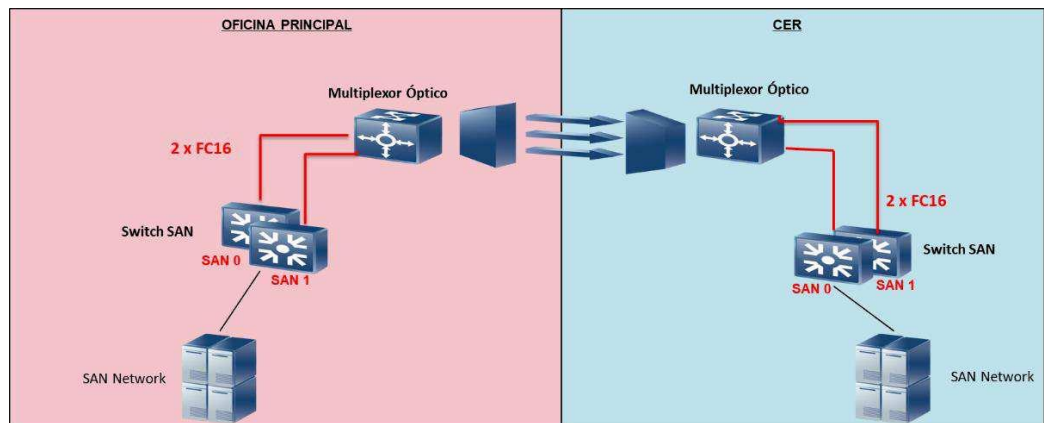 OFICINA PRINCIPAL
Multiplexor Óptico
2 x FC16
Switch SAN
SAN 0
SAN 1
SAN Network
CER
Multiplexor Óptico
2 x FC16
Switch SAN
SAN 0
SAN 1
SAN Network